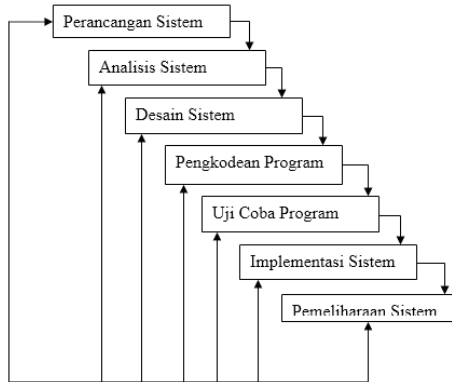 Perancangan Sistem
Analisis Sistem
Desain Sistem
Pengkodean Program
Uji Coba Program
Implementasi Sistem
Pemeliharaan Sistem